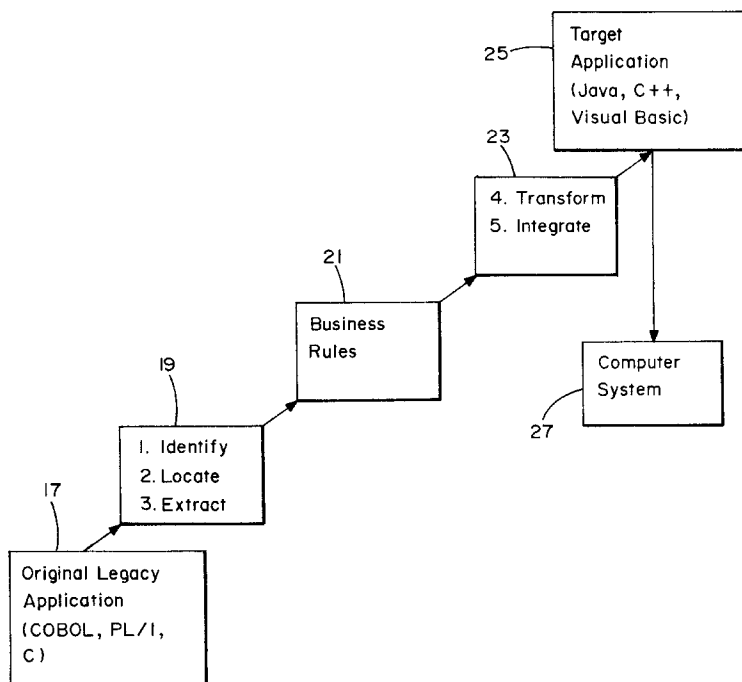 25
Target
Application
(Java, C++,
Visual Basic)
23
4. Transform
5. Integrate
21
Business
Rules
Computer
System
27
19
1. Identify
2. Locate
3. Extract
17
Original Legacy
Application
(COBOL, PL/1,
C)